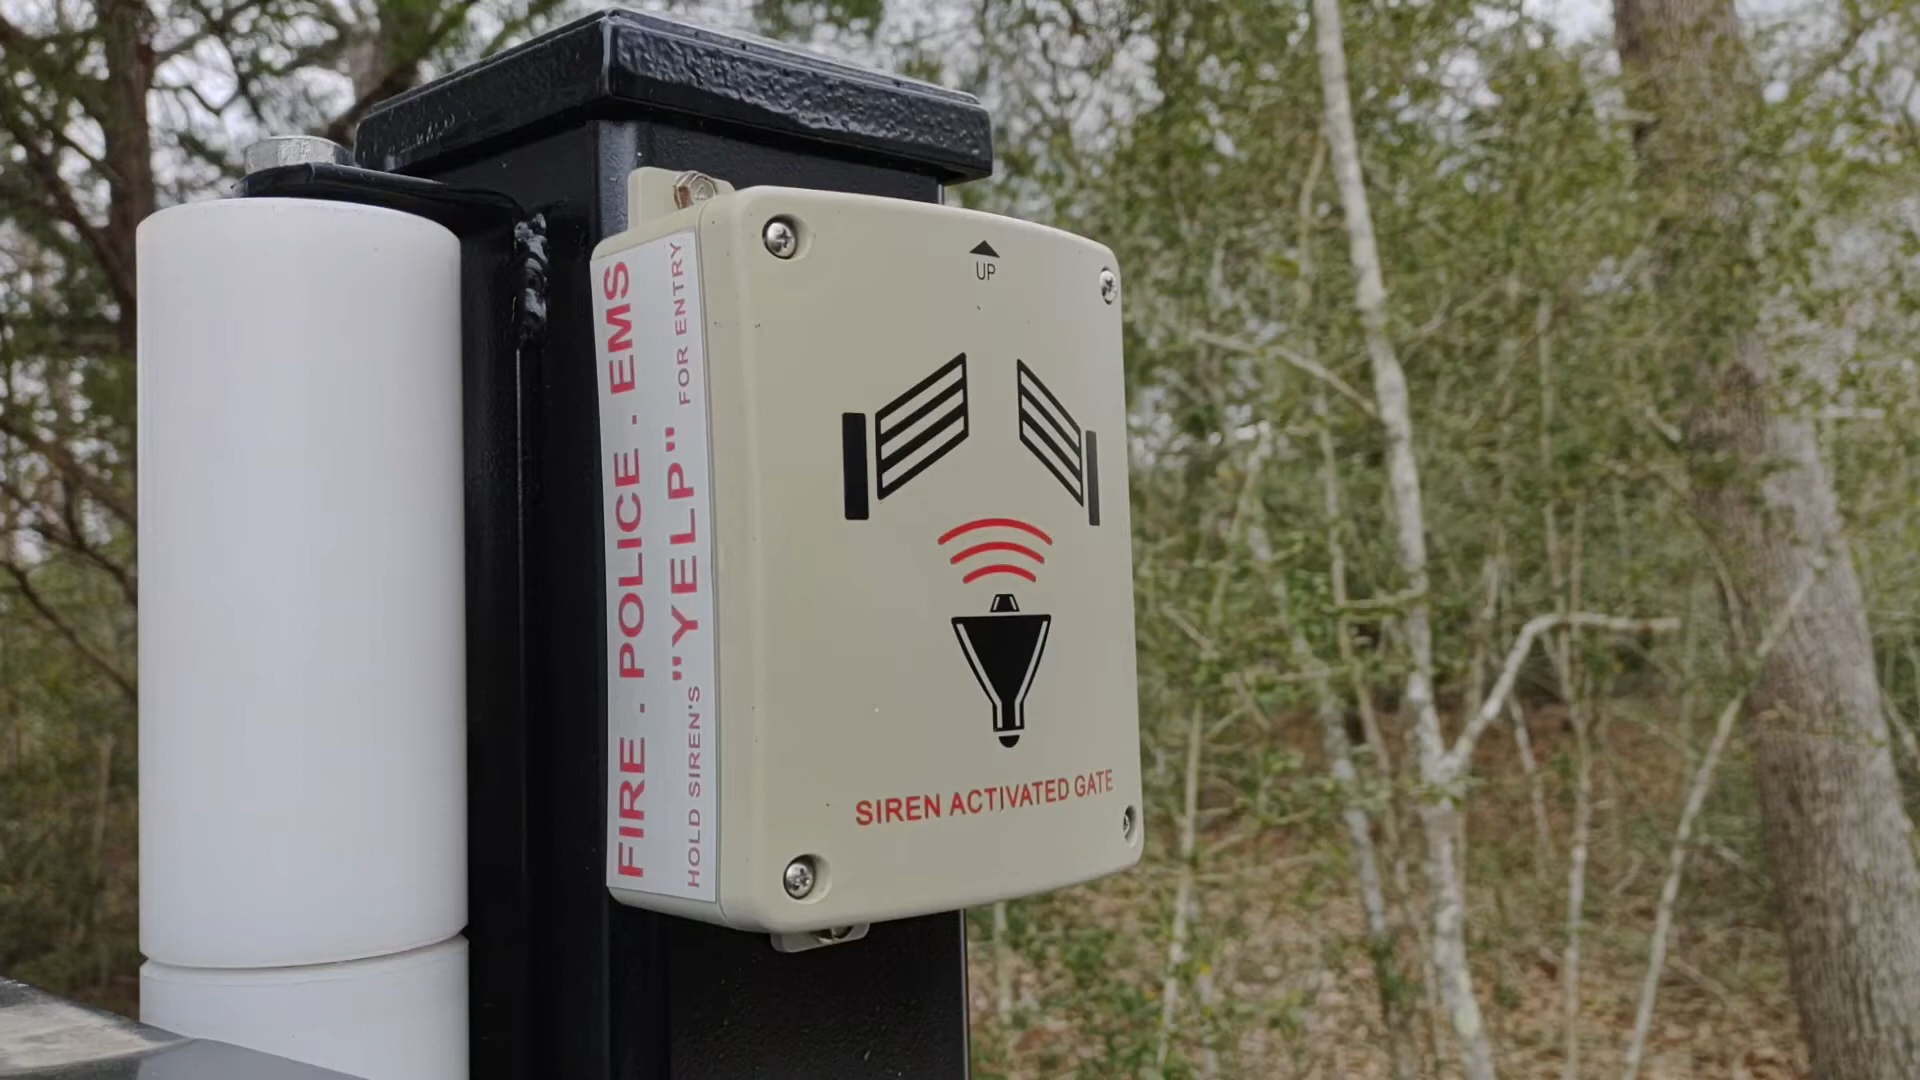 FIRE . POLICE . EMS
HOLD SIREN'S "YELP" FOR ENTRY
UP
SIREN ACTIVATED GATE